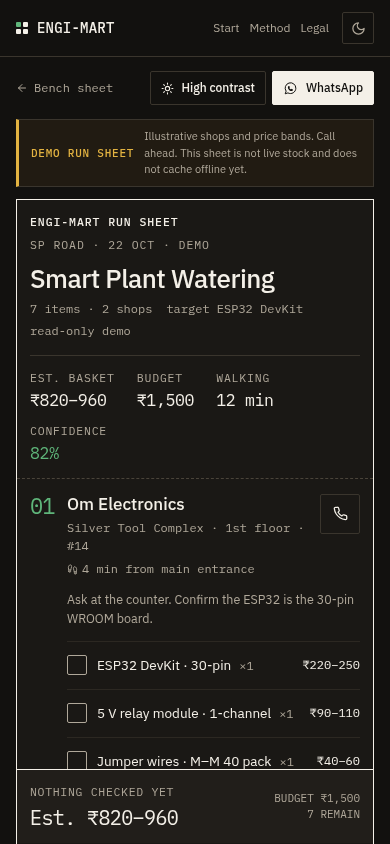 ENGI-MART
Start Method Legal
← Bench sheet
High contrast
WhatsApp
DEMO RUN SHEET
Illustrative shops and price bands. Call
ahead. This sheet is not live stock and does
not cache offline yet.
ENGI-MART RUN SHEET
SP ROAD · 22 OCT · DEMO
Smart Plant Watering
7 items · 2 shops target ESP32 DevKit
read-only demo
EST. BASKET BUDGET WALKING
₹820–960 ₹1,500 12 min
CONFIDENCE
82%
01 Om Electronics
Silver Tool Complex · 1st floor ·
#14
4 min from main entrance
Ask at the counter. Confirm the ESP32 is the 30-pin
WROOM board.
ESP32 DevKit · 30-pin ×1 ₹220–250
5 V relay module · 1-channel ×1 ₹90–110
Jumper wires · M–M 40 pack ×1 ₹40–60
NOTHING CHECKED YET
Est. ₹820–960
BUDGET ₹1,500
7 REMAIN